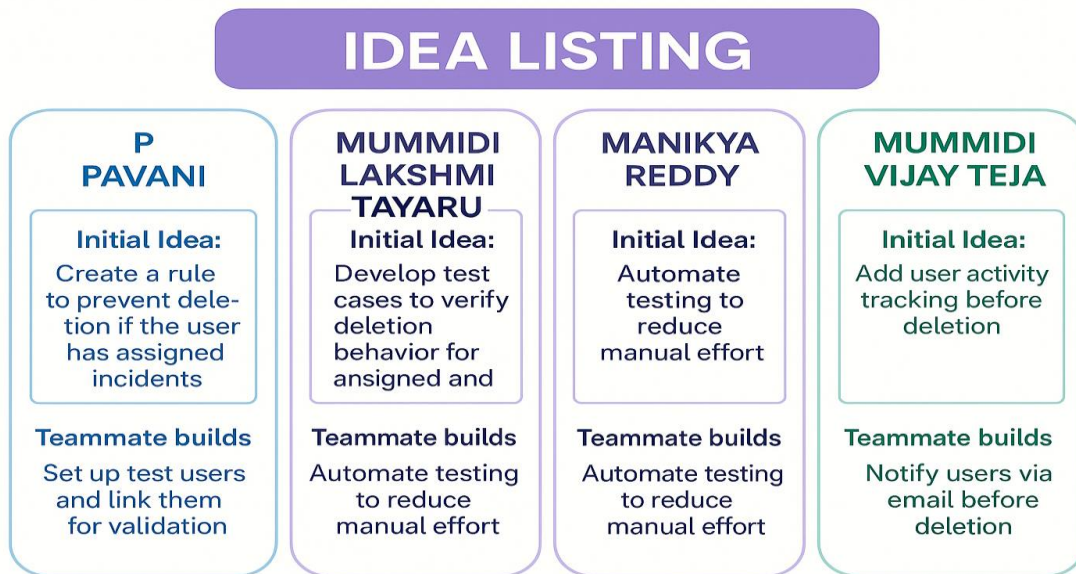 IDEA LISTING
P
PAVANI
Initial Idea:
Create a rule
to prevent dele-
tion if the user
has assigned
incidents
Teammate builds
Set up test users
and link them
for validation
MUMMIDI
LAKSHMI
TAYARU
Initial Idea:
Develop test
cases to verify
deletion
behavior for
ansigned and
Teammate builds
Automate testing
to reduce
manual effort
MANIKYA
REDDY
Initial Idea:
Automate
testing to
reduce
manual effort
Teammate builds
Automate testing
to reduce
manual effort
MUMMIDI
VIJAY TEJA
Initial Idea:
Add user activity
tracking before
deletion
Teammate builds
Notify users via
email before
deletion